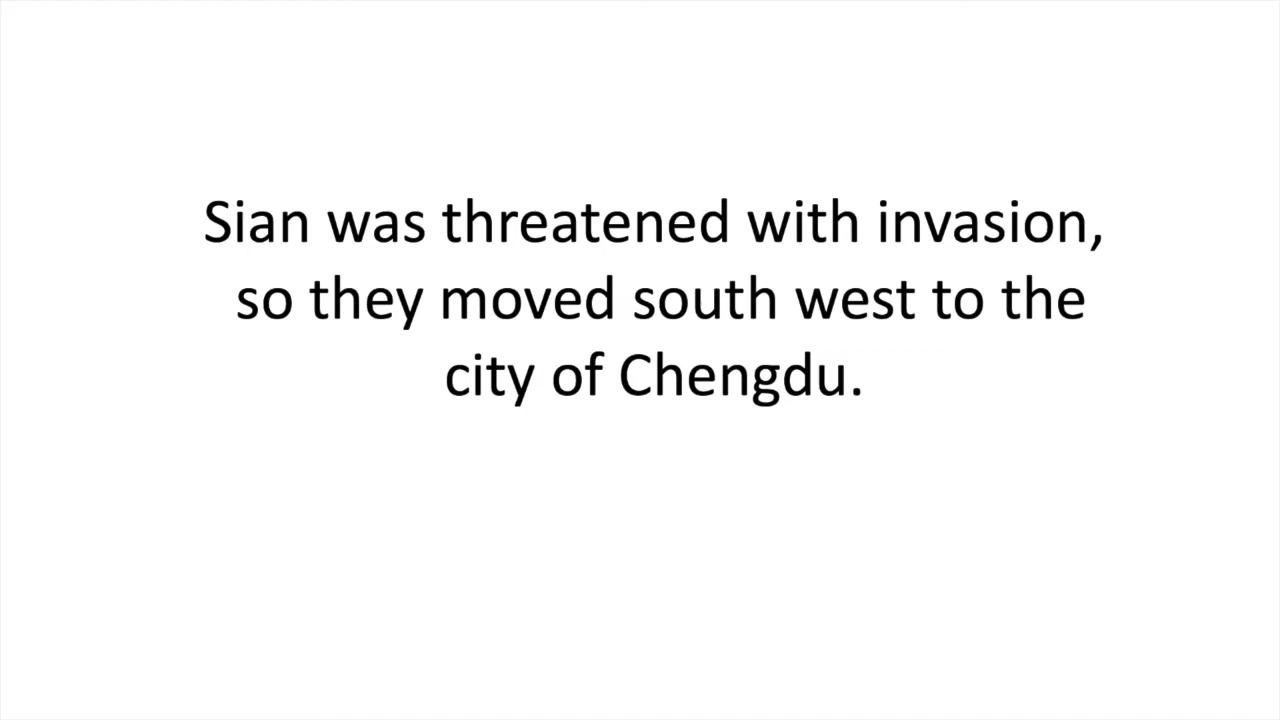 Sian was threatened with invasion,
so they moved south west to the
city of Chengdu.